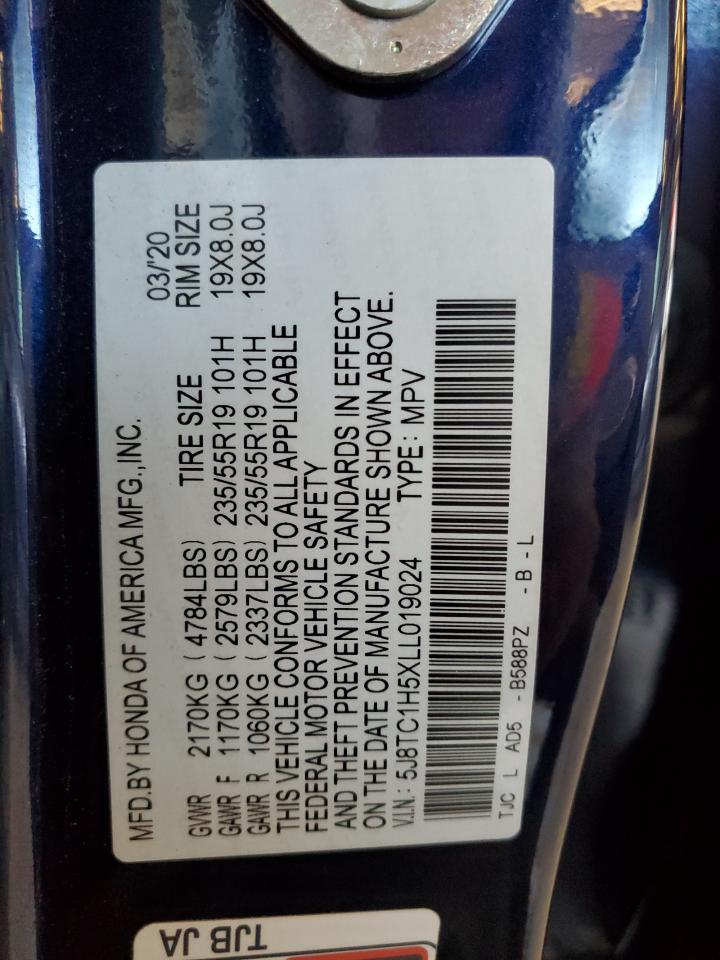 MFD.BY HONDA OF AMERICA MFG.,INC. 03/'20
GVWR 2170KG ( 4784LBS) TIRE SIZE RIM SIZE
GAWR F 1170KG ( 2579LBS) 235/55R19 101H 19X8.0J
GAWR R 1060KG ( 2337LBS) 235/55R19 101H 19X8.0J
THIS VEHICLE CONFORMS TO ALL APPLICABLE
FEDERAL MOTOR VEHICLE SAFETY
AND THEFT PREVENTION STANDARDS IN EFFECT
ON THE DATE OF MANUFACTURE SHOWN ABOVE.
V.I.N.: 5J8TC1H5XLL019024 TYPE: MPV
TJC L AD5 - B588PZ - B - L
TJB JA